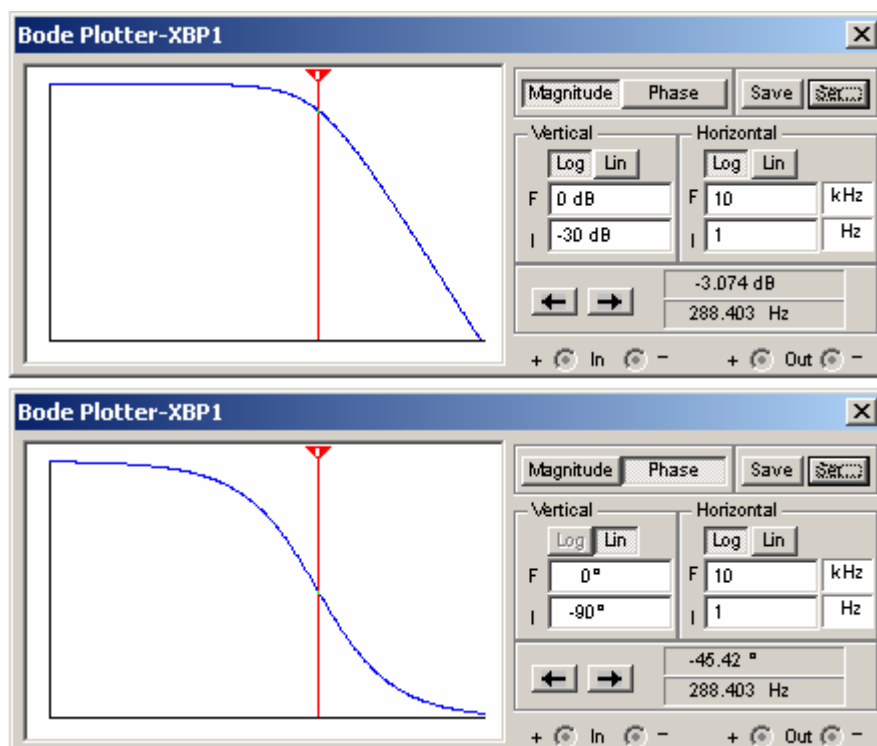 Bode Plotter-XBP1
Magnitude Phase Save
Vertical Horizontal
Log Lin Log Lin
F 0 dB F 10 kHz
I -30 dB I 1 Hz
-3.074 dB
288.403 Hz
+ In - + Out -
Bode Plotter-XBP1
Magnitude Phase Save
Vertical Horizontal
Log Lin Log Lin
F 0° F 10 kHz
I -90° I 1 Hz
-45.42 °
288.403 Hz
+ In - + Out -